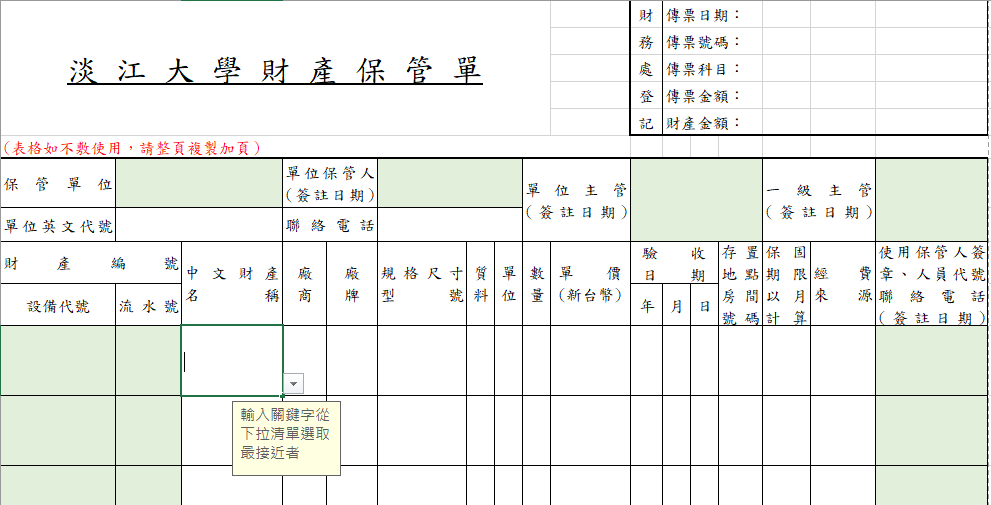 淡江大學財產保管單
財務處登記
傳票日期：
傳票號碼：
傳票科目：
傳票金額：
財產金額：
(表格如不敷使用，請整頁複製加頁)
保管單位
單位保管人
(簽註日期)
單位主管
(簽註日期)
一級主管
(簽註日期)
單位英文代號
聯絡電話
財產編號
設備代號
流水號
中文財產
名稱
廠
商
廠
牌
規格尺寸
型號
質
料
單
位
數
量
單價
(新台幣)
驗收
日期
年
月
日
存置
地點
房間
號碼
保固
期限
以月
計算
經費
來源
使用保管人簽
章、人員代號
聯絡電話
(簽註日期)
輸入關鍵字從
下拉清單選取
最接近者